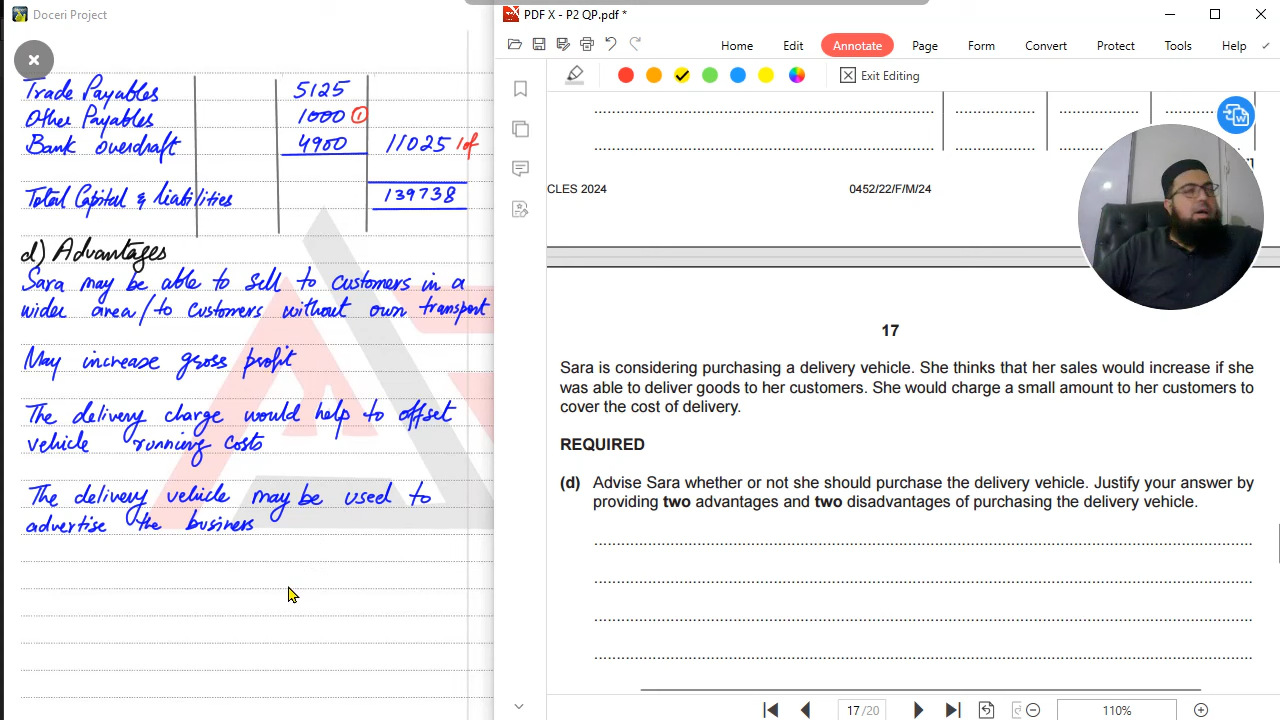 Doceri Project
Trade Payables 5125
Other Payables 1000 1
Bank overdraft 4900 11025 1of
Total Capital & liabilities 139738
d) Advantages
Sara may be able to sell to customers in a
wider area/to customers without own transport
May increase gross profit
The delivery charge would help to offset
vehicle running costs
The delivery vehicle may be used to
advertise the business
PDF X - P2 QP.pdf *
Home Edit Annotate Page Form Convert Protect Tools Help
Exit Editing
CLES 2024 0452/22/F/M/24
17
Sara is considering purchasing a delivery vehicle. She thinks that her sales would increase if she
was able to deliver goods to her customers. She would charge a small amount to her customers to
cover the cost of delivery.
REQUIRED
(d) Advise Sara whether or not she should purchase the delivery vehicle. Justify your answer by
providing two advantages and two disadvantages of purchasing the delivery vehicle.
17 /20 110%